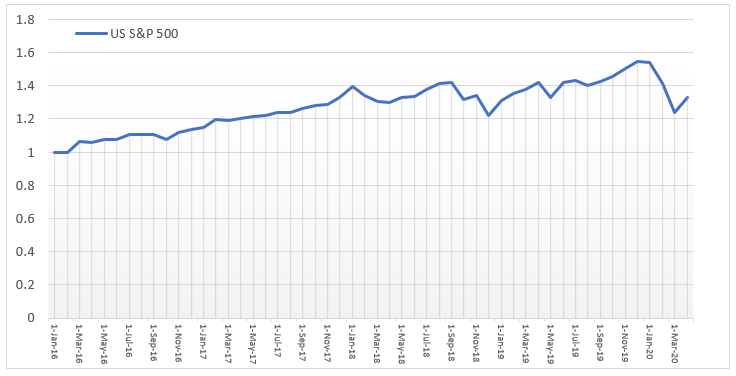 1.8
US S&P 500
1.6
1.4
1.2
1
0.8
0.6
0.4
0.2
0
1-Jan-16
1-Mar-16
1-May-16
1-Jul-16
1-Sep-16
1-Nov-16
1-Jan-17
1-Mar-17
1-May-17
1-Jul-17
1-Sep-17
1-Nov-17
1-Jan-18
1-Mar-18
1-May-18
1-Jul-18
1-Sep-18
1-Nov-18
1-Jan-19
1-Mar-19
1-May-19
1-Jul-19
1-Sep-19
1-Nov-19
1-Jan-20
1-Mar-20